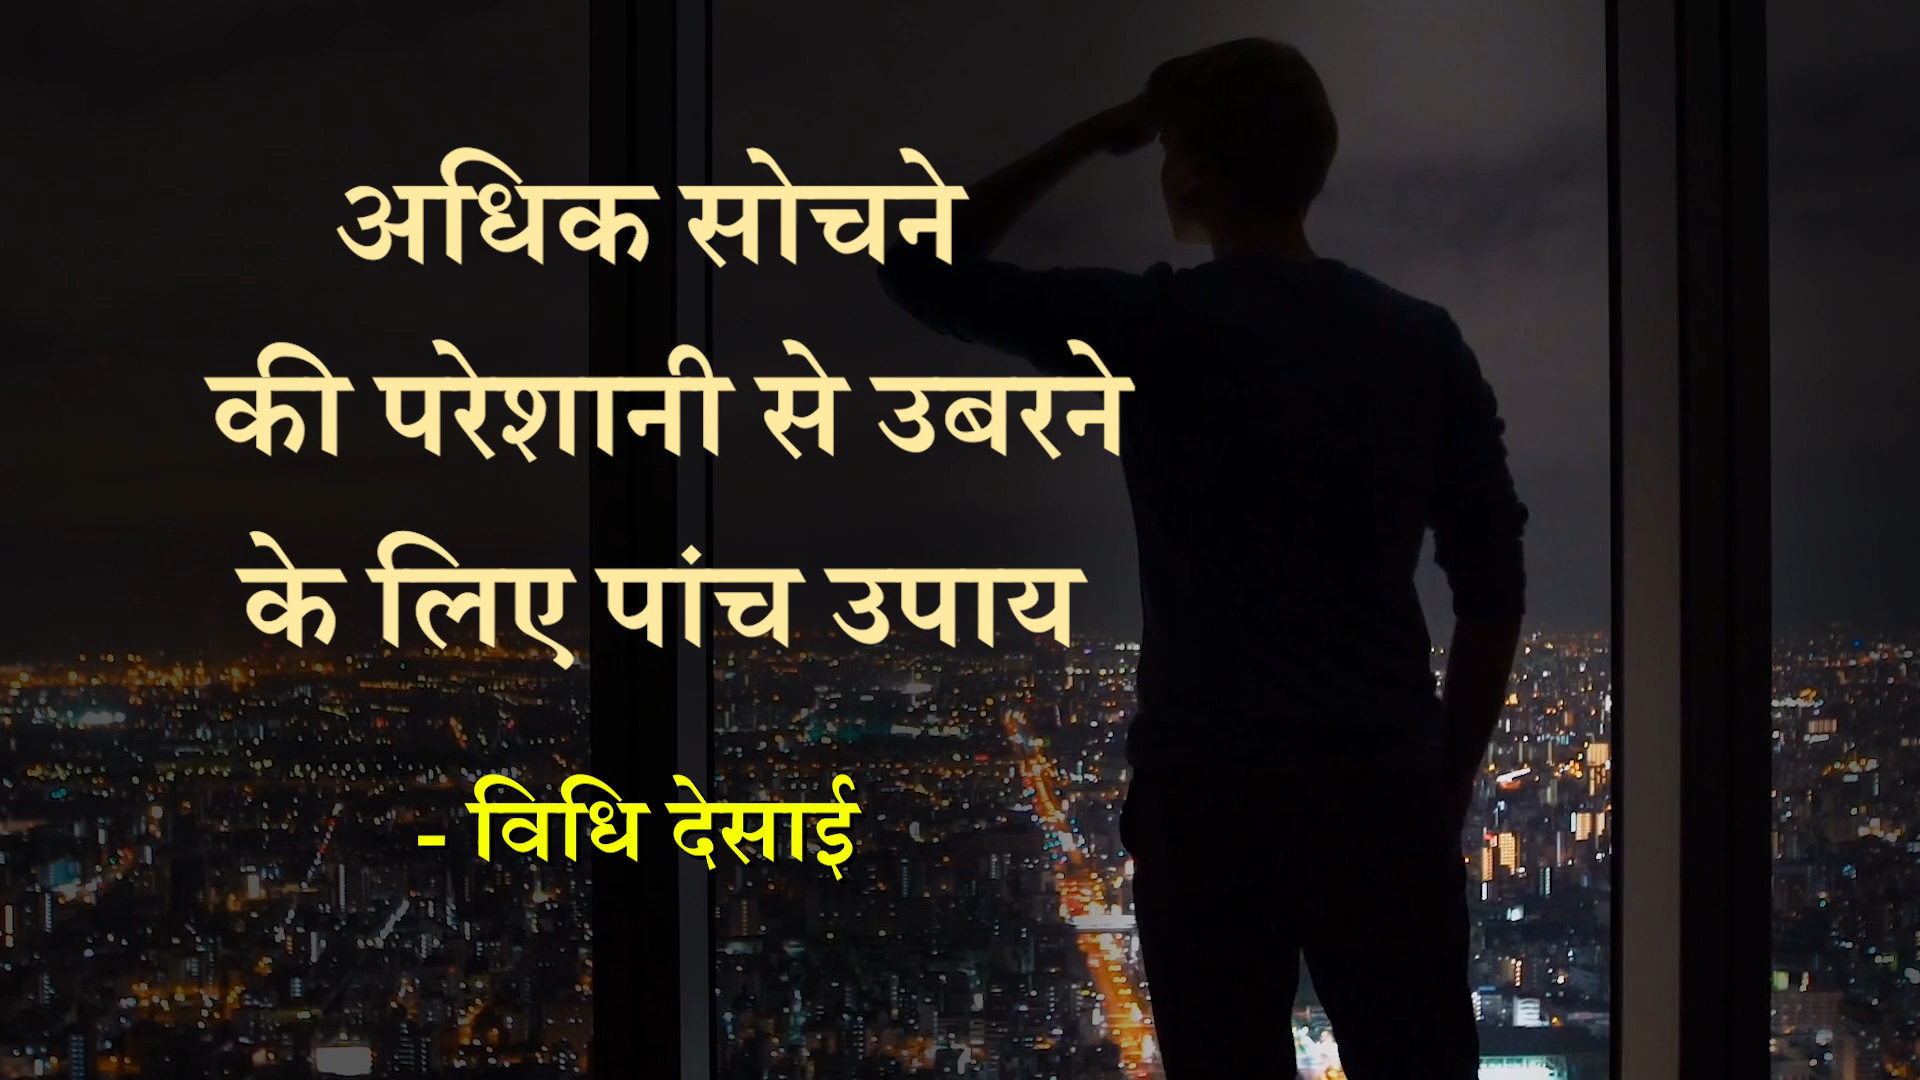 अधिक सोचने
की परेशानी से उबरने
के लिए पांच उपाय
- विधि देसाई